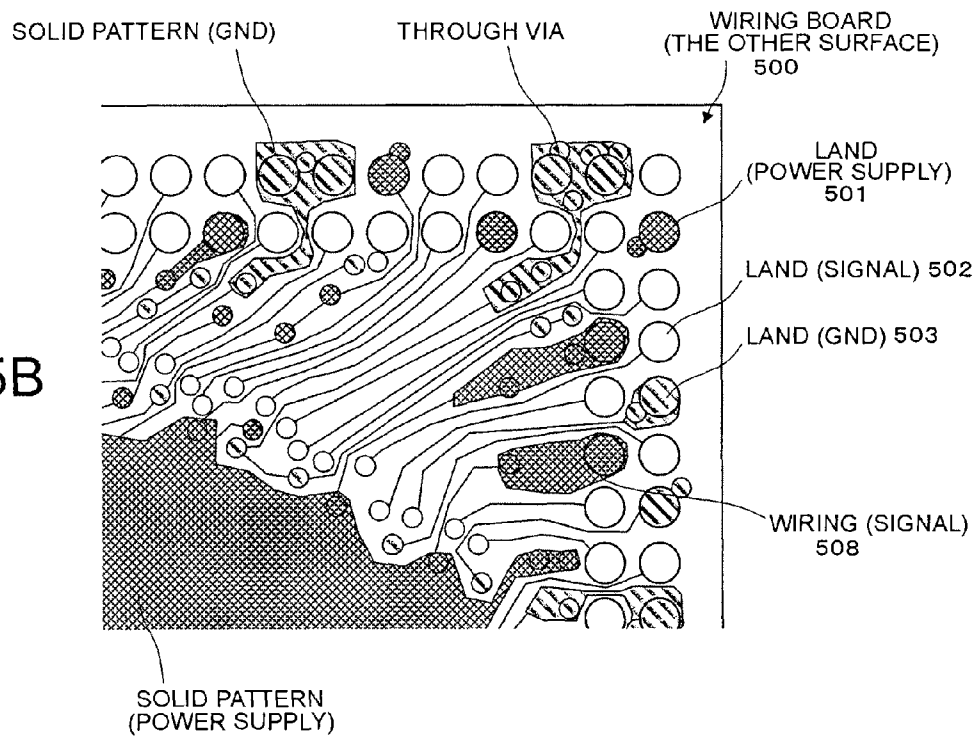 SOLID PATTERN (GND)
THROUGH VIA
WIRING BOARD
(THE OTHER SURFACE)
500
LAND
(POWER SUPPLY)
501
LAND (SIGNAL) 502
LAND (GND) 503
5B
WIRING (SIGNAL)
508
SOLID PATTERN
(POWER SUPPLY)